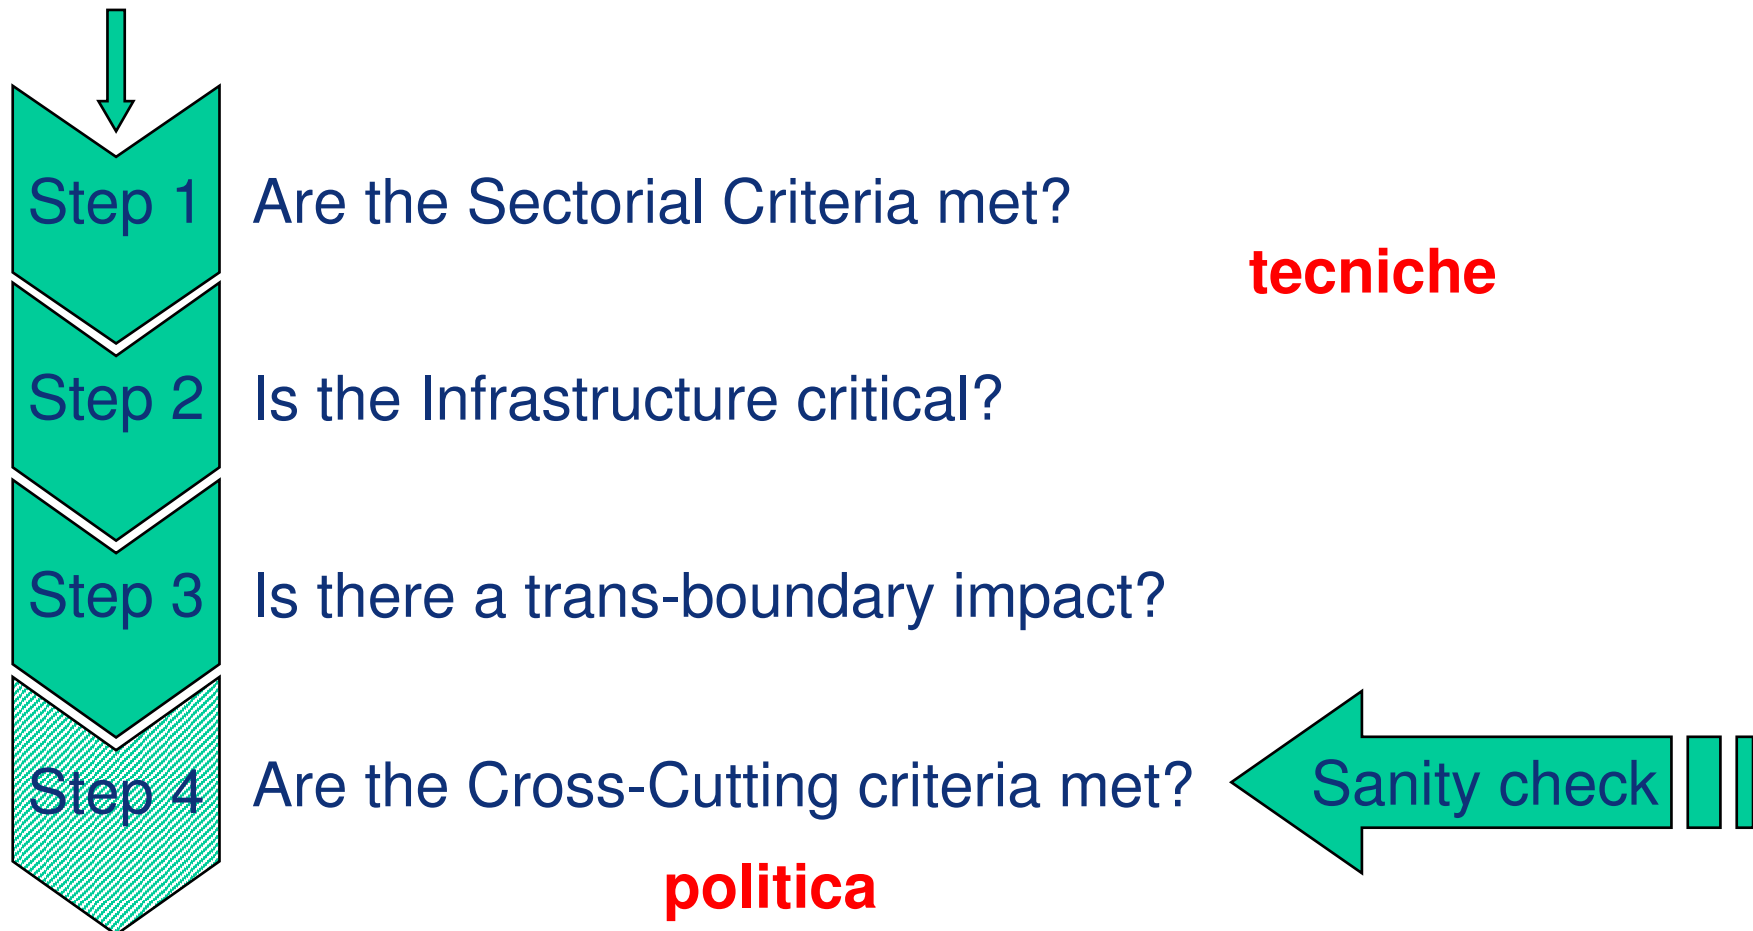 Step 1 Are the Sectorial Criteria met?
tecniche
Step 2 Is the Infrastructure critical?
Step 3 Is there a trans-boundary impact?
Step 4 Are the Cross-Cutting criteria met? Sanity check
politica